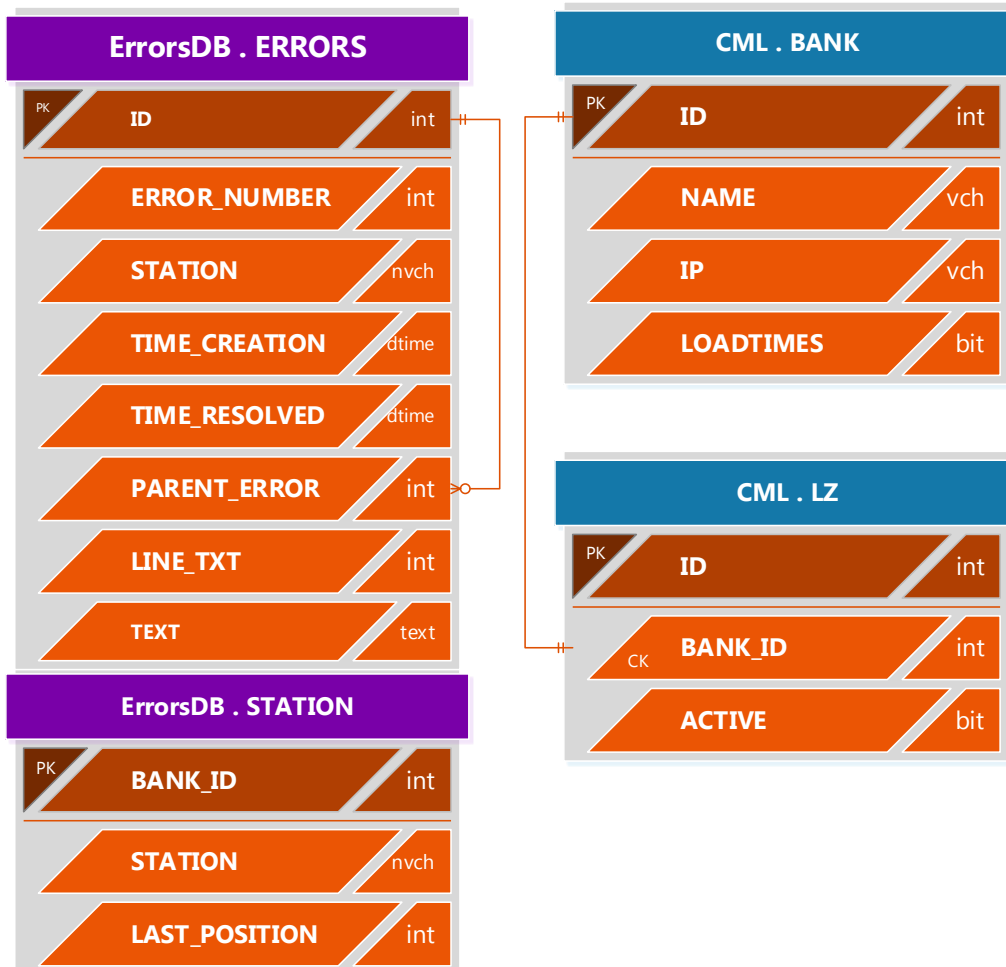 ErrorsDB . ERRORS
PK ID int
ERROR_NUMBER int
STATION nvch
TIME_CREATION dtime
TIME_RESOLVED dtime
PARENT_ERROR int
LINE_TXT int
TEXT text
ErrorsDB . STATION
PK BANK_ID int
STATION nvch
LAST_POSITION int
CML . BANK
PK ID int
NAME vch
IP vch
LOADTIMES bit
CML . LZ
PK ID int
CK BANK_ID int
ACTIVE bit